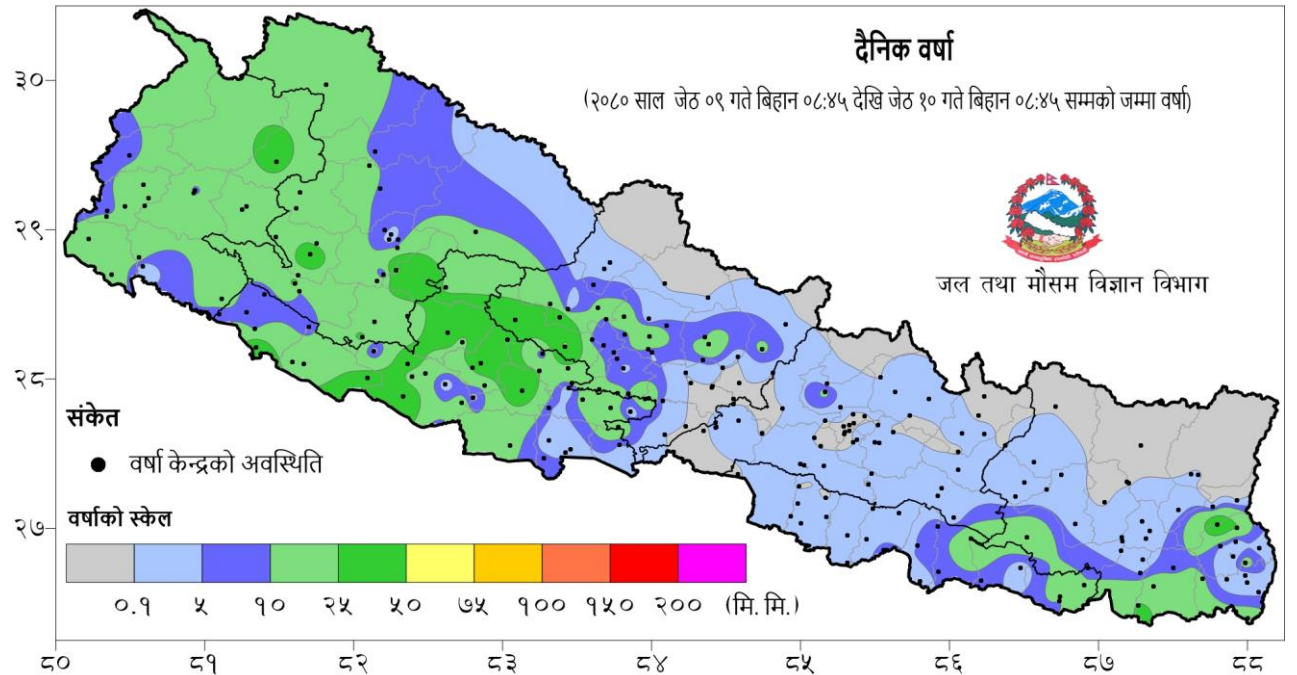 दैनिक वर्षा
(२०८० साल जेठ ०९ गते बिहान ०८:४५ देखि जेठ १० गते बिहान ०८:४५ सम्मको जम्मा वर्षा)
जल तथा मौसम विज्ञान विभाग
३०
२९
२८
२७
संकेत
वर्षा केन्द्रको अवस्थिति
वर्षाको स्केल
०.१ ५ १० २५ ५० ७५ १०० १५० २०० (मि. मि.)
८० ८१ ८२ ८३ ८४ ८५ ८६ ८७ ८८